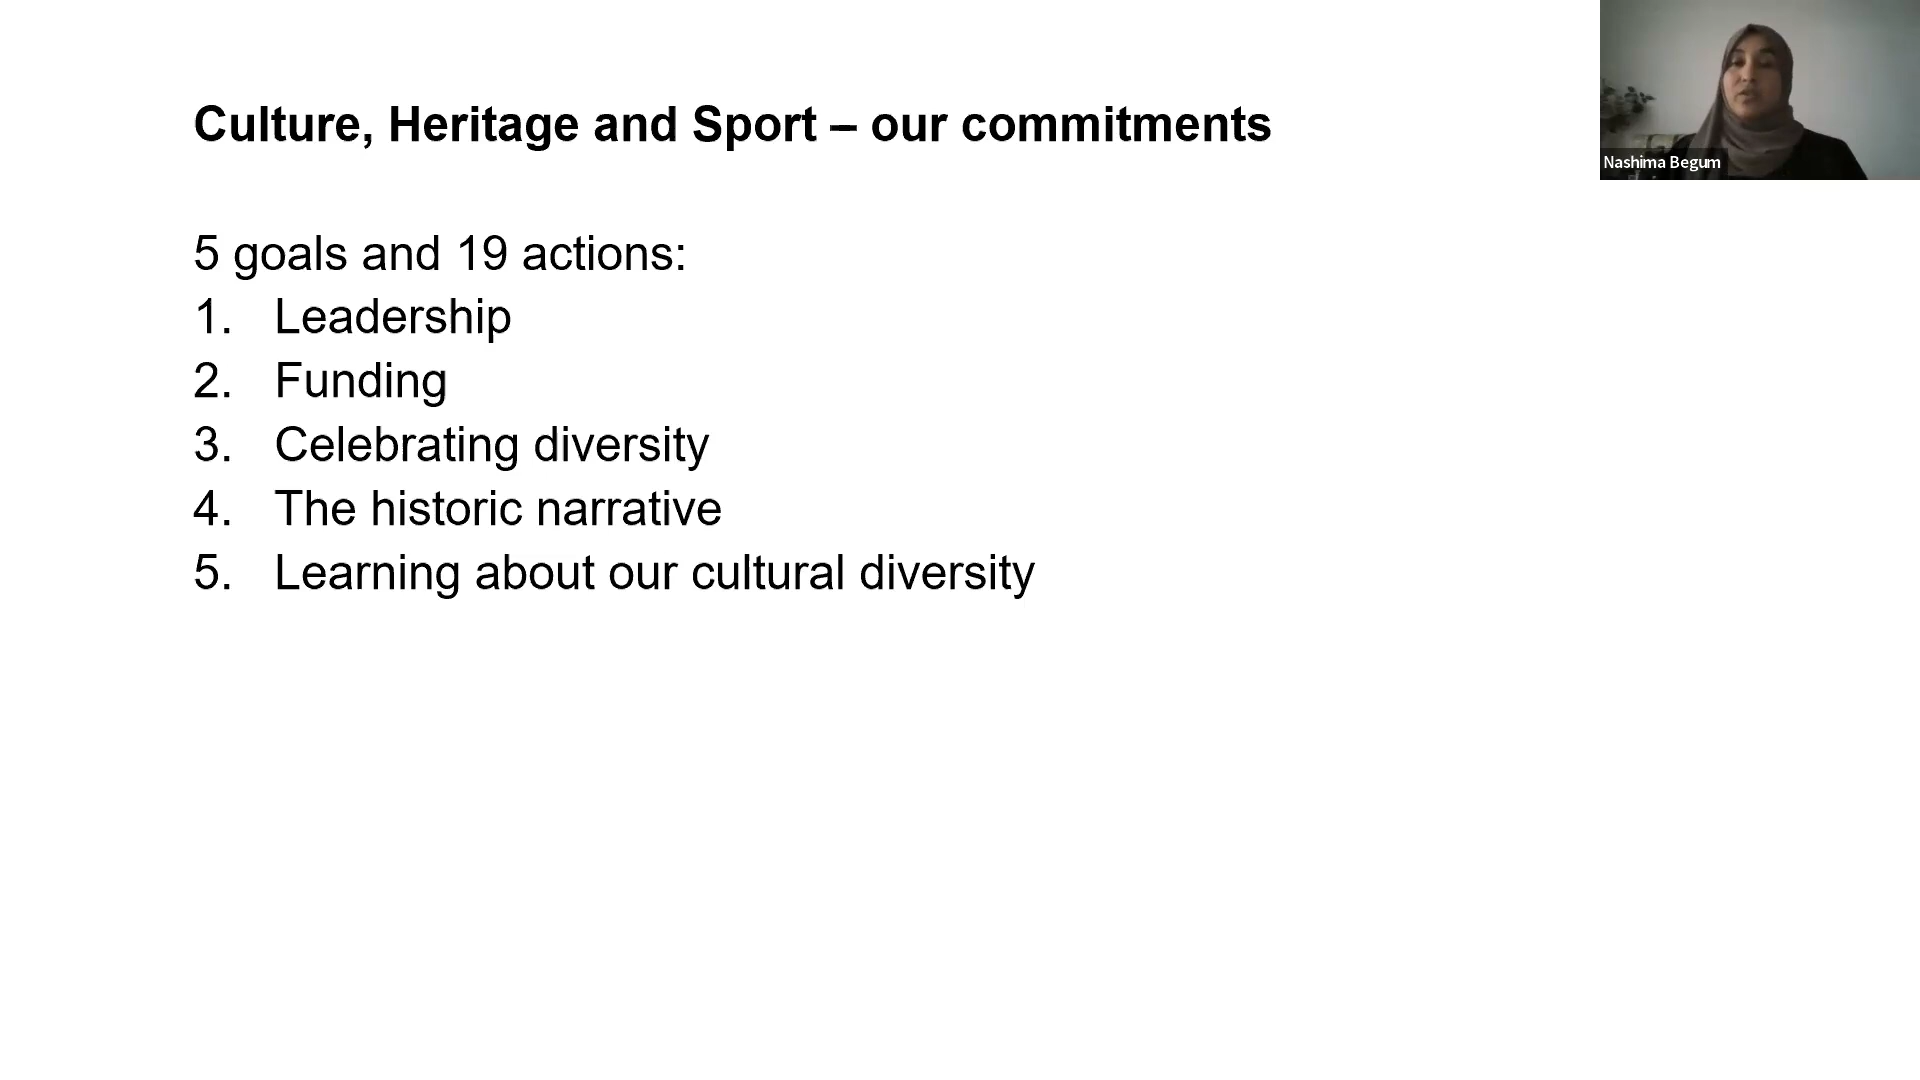 Culture, Heritage and Sport – our commitments
Nashima Begum
5 goals and 19 actions:
1. Leadership
2. Funding
3. Celebrating diversity
4. The historic narrative
5. Learning about our cultural diversity